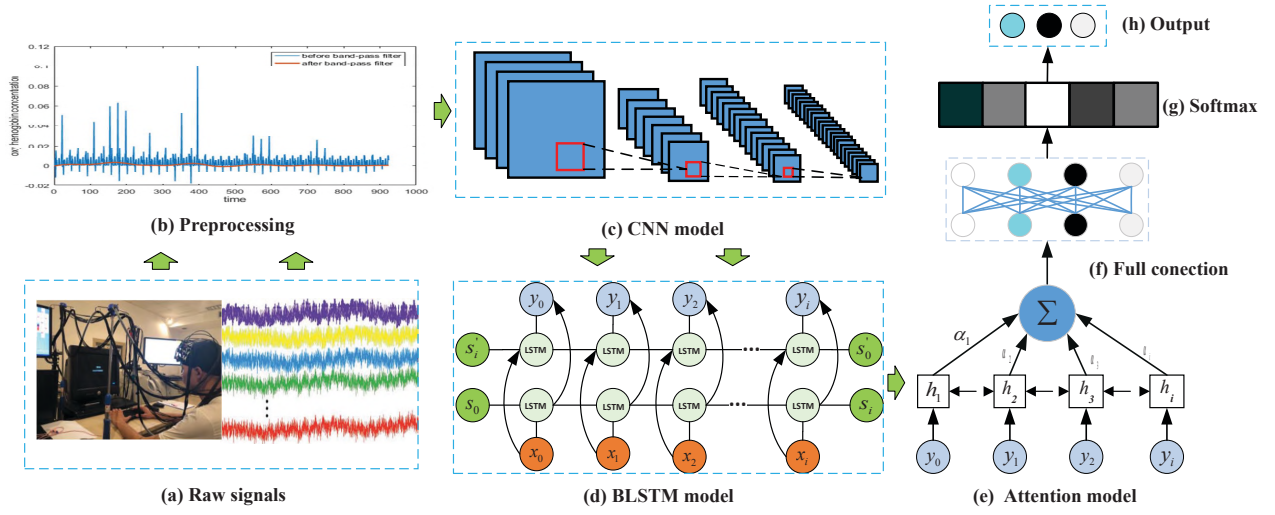 0.12
before band-pass filter
after band-pass filter
0.1
0.08
0.06
0.04
0.02
0
-0.02
0 100 200 300 400 500 600 700 800 900 1000
time
(b) Preprocessing
(a) Raw signals
(c) CNN model
y₀ y₁ y₂ yᵢ
s'ᵢ LSTM LSTM LSTM ... LSTM s'₀
s₀ LSTM LSTM LSTM ... LSTM sᵢ
x₀ x₁ x₂ xᵢ
(d) BLSTM model
(h) Output
(g) Softmax
(f) Full conection
Σ
α₁
h₁ h₂ h₃ hᵢ
y₀ y₁ y₂ yᵢ
(e) Attention model